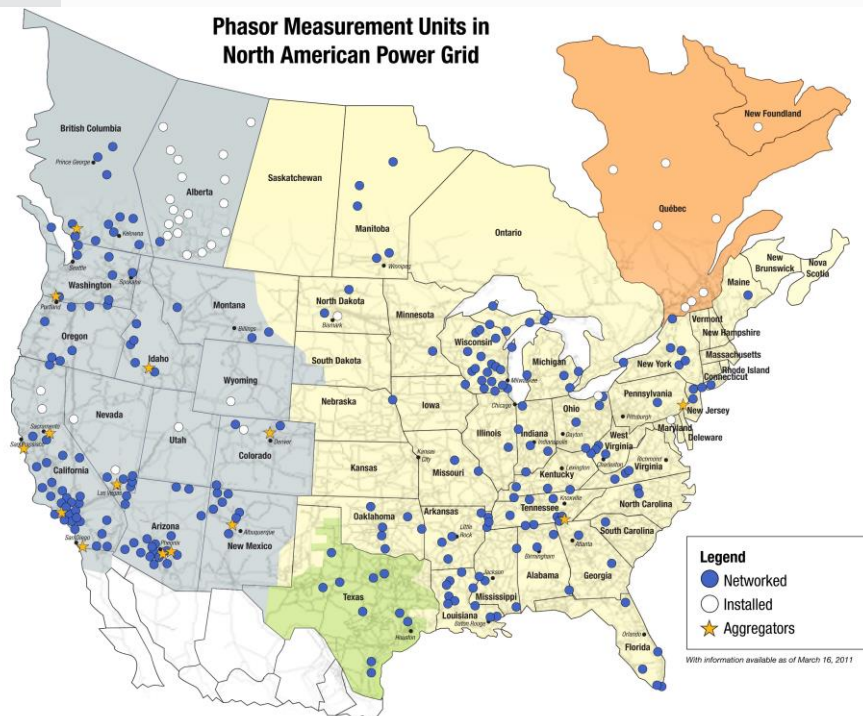 Phasor Measurement Units in
North American Power Grid
British Columbia
Prince George
Alberta
Saskatchewan
Manitoba
Winnipeg
Ontario
Québec
New Foundland
New Brunswick
Nova Scotia
Maine
Kelowna
Seattle
Washington
Spokane
Portland
Oregon
Idaho
Montana
Billings
Wyoming
North Dakota
Bismark
South Dakota
Minnesota
Wisconsin
Milwaukee
Michigan
Vermont
New Hampshire
Massachusetts
Rhode Island
Connecticut
New York
Pennsylvania
Pittsburgh
New Jersey
Maryland
Deleware
Nebraska
Iowa
Chicago
Illinois
Indiana
Indianapolis
Ohio
Dayton
West Virginia
Charleston
Richmond
Virginia
Nevada
Utah
Colorado
Denver
Kansas
Kansas City
Missouri
Kentucky
Lexington
Sacramento
California
Las Vegas
San Diego
Arizona
Phoenix
New Mexico
Albuquerque
Oaklahoma
Arkansas
Little Rock
Tennessee
Knoxville
North Carolina
South Carolina
Texas
Houston
Louisiana
Baton Rouge
Jackson
Mississippi
Birmingham
Alabama
Atlanta
Georgia
Orlando
Florida
Legend
Networked
Installed
Aggregators
With information available as of March 16, 2011